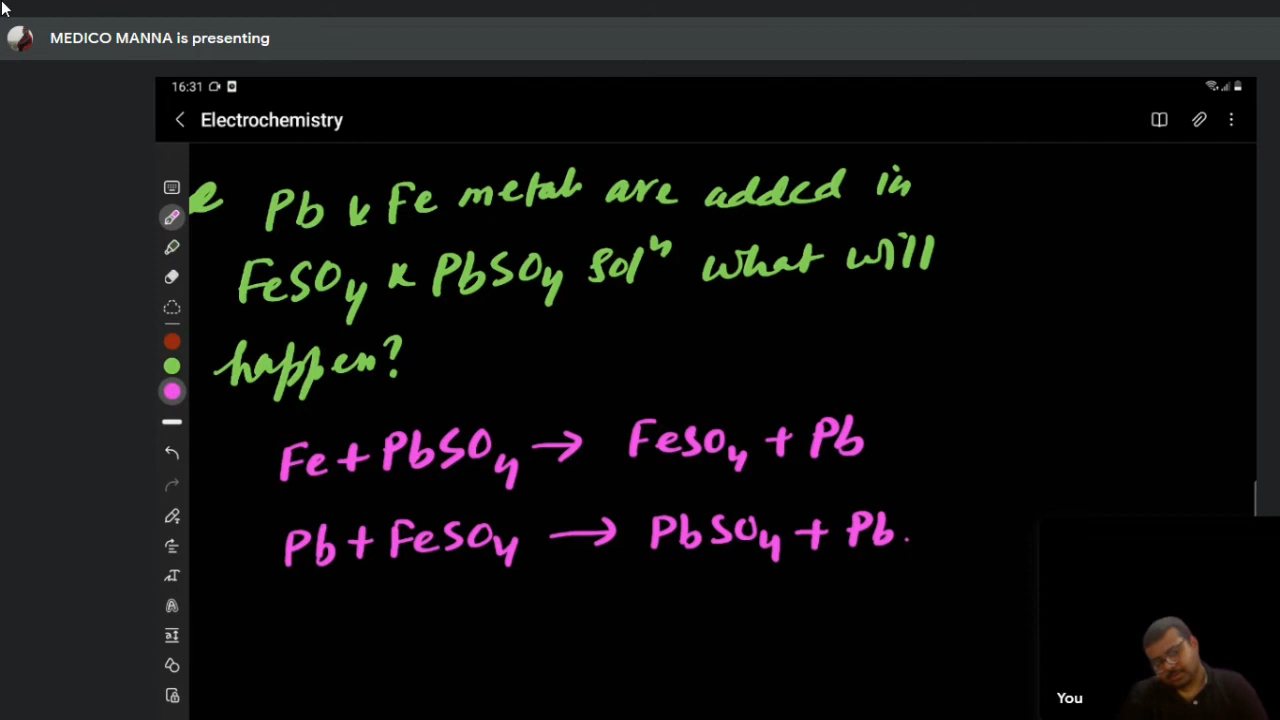 MEDICO MANNA is presenting
16:31
Electrochemistry
Pb & Fe metal are added in
FeSO4 & PbSO4 solⁿ what will
happen?
Fe + PbSO4 → FeSO4 + Pb
Pb + FeSO4 → PbSO4 + Pb.
You